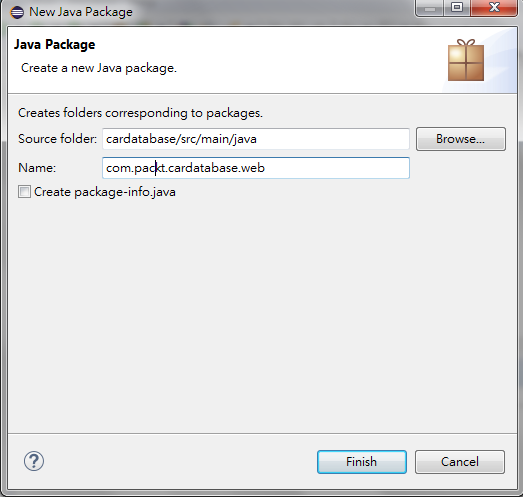 New Java Package
Java Package
Create a new Java package.
Creates folders corresponding to packages.
Source folder: cardatabase/src/main/java Browse...
Name: com.packt.cardatabase.web
Create package-info.java
? Finish Cancel